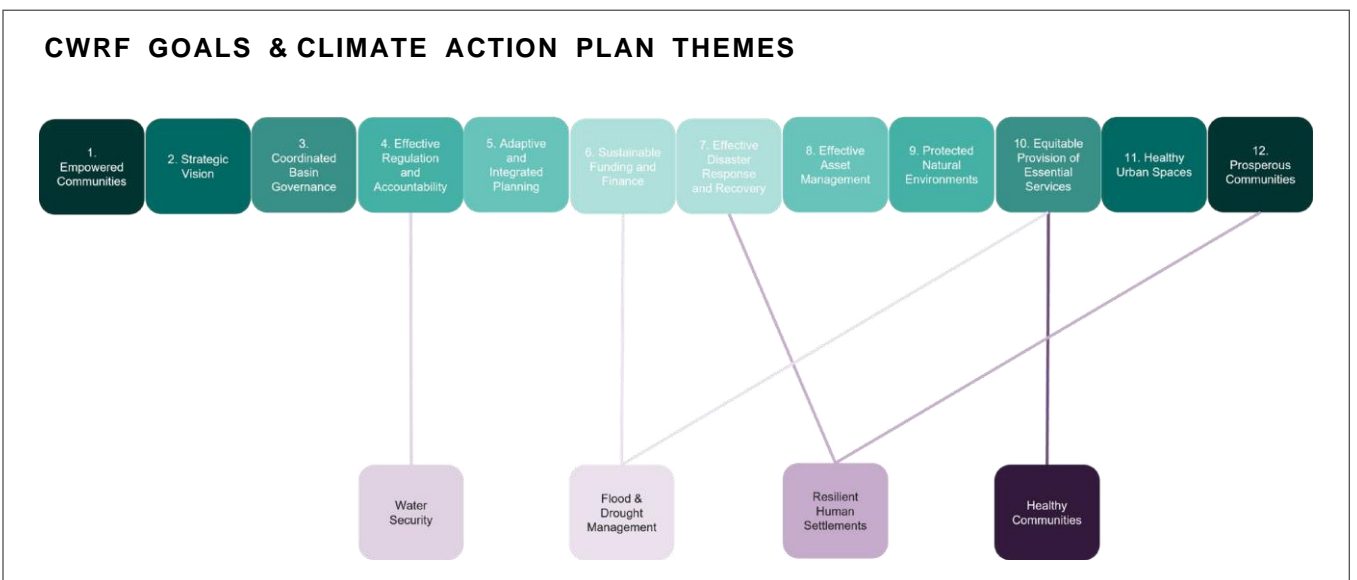 CWRF GOALS & CLIMATE ACTION PLAN THEMES
1.
Empowered
Communities
2. Strategic
Vision
3.
Coordinated
Basin
Governance
4. Effective
Regulation
and
Accountability
5. Adaptive
and
Integrated
Planning
6. Sustainable
Funding and
Finance
7. Effective
Disaster
Response
and Recovery
8. Effective
Asset
Management
9. Protected
Natural
Environments
10. Equitable
Provision of
Essential
Services
11. Healthy
Urban Spaces
12.
Prosperous
Communities
Water
Security
Flood &
Drought
Management
Resilient
Human
Settlements
Healthy
Communities